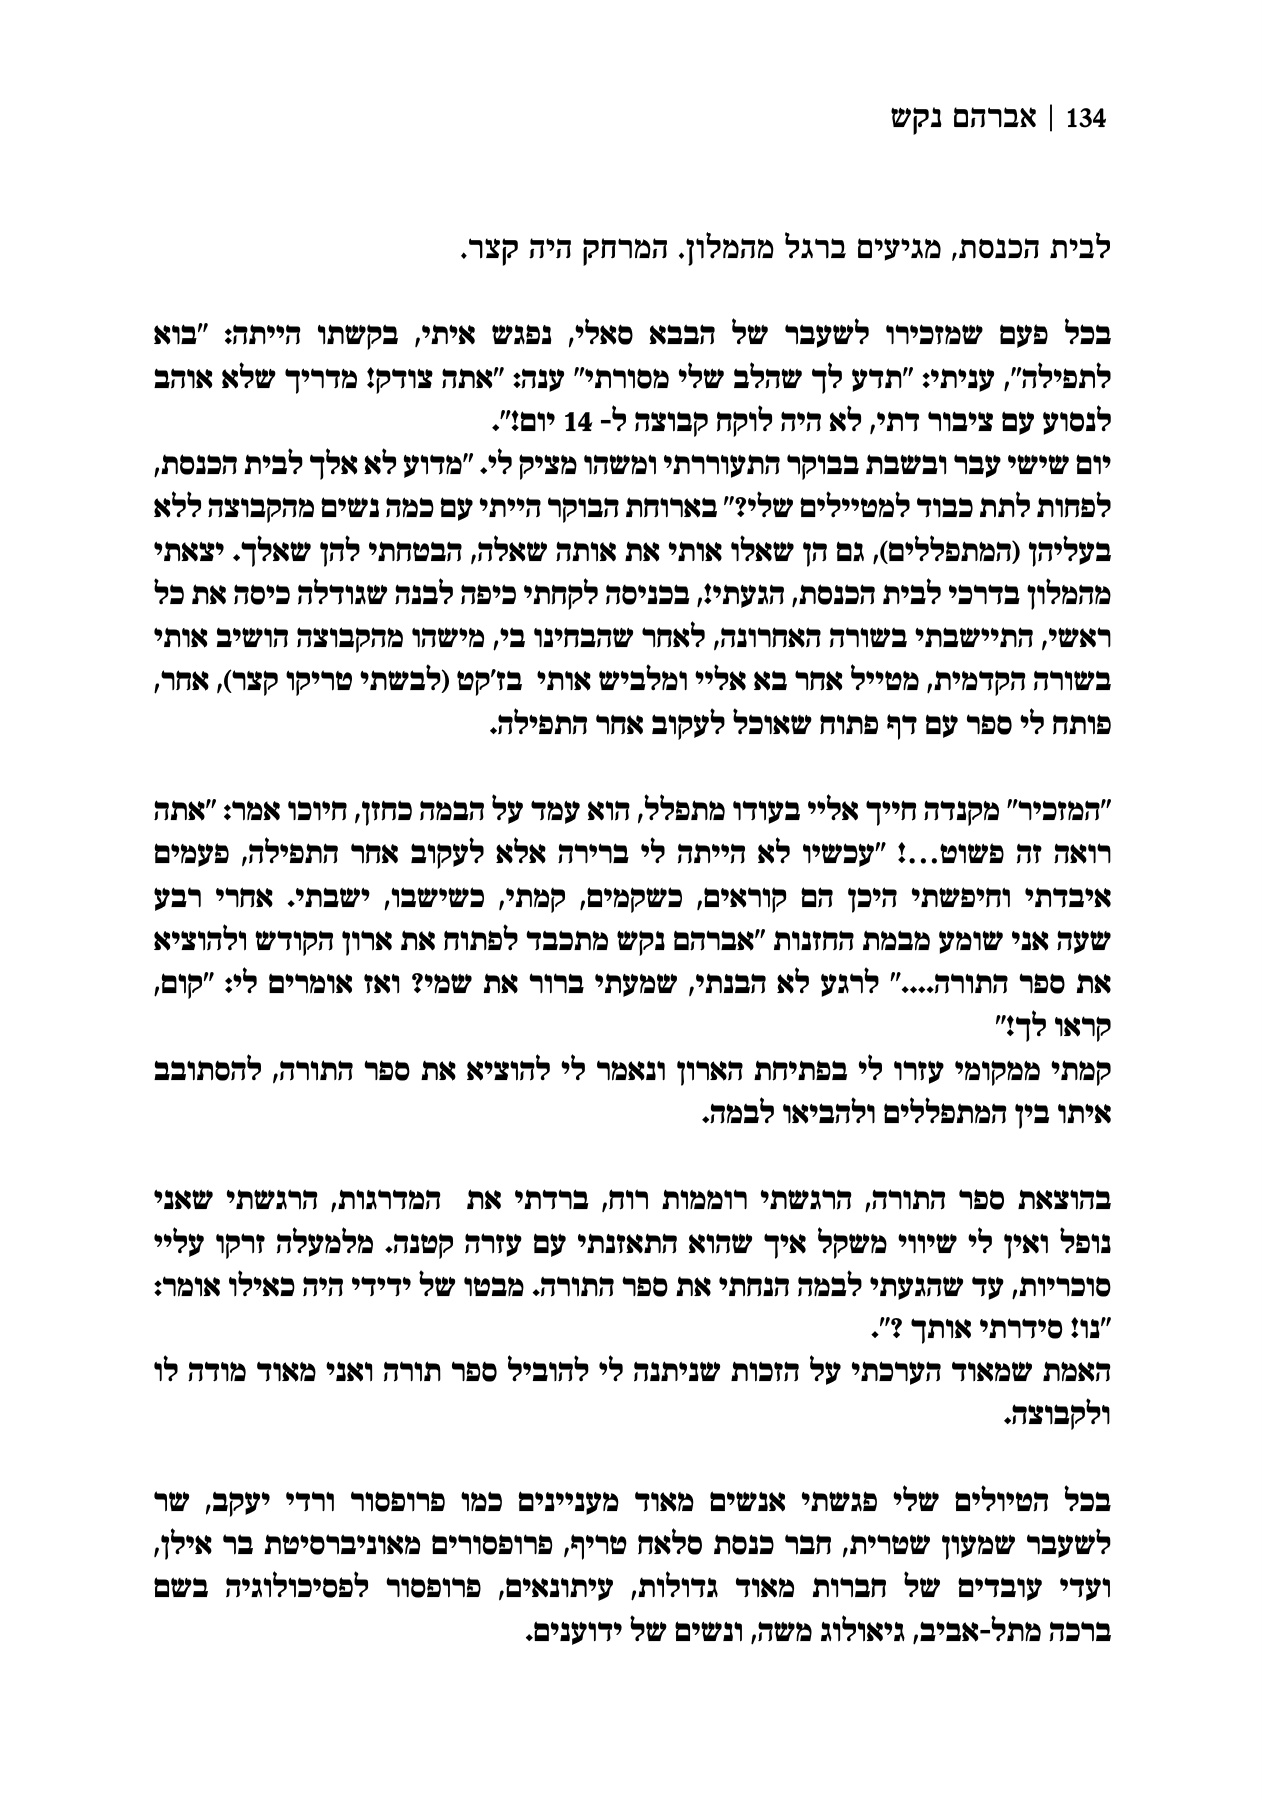 134 | אברהם נקש
לבית הכנסת, מגיעים ברגל מהמלון. המרחק היה קצר.
בכל פעם שמזכירו לשעבר של הבבא סאלי, נפגש איתי, בקשתו הייתה: "בוא
לתפילה", עניתי: "תדע לך שהלב שלי מסורתי" ענה: "אתה צודק! מדריך שלא אוהב
לנסוע עם ציבור דתי, לא היה לוקח קבוצה ל- 14 יום!".
יום שישי עבר ובשבת בבוקר התעוררתי ומשהו מציק לי. "מדוע לא אלך לבית הכנסת,
לפחות לתת כבוד למטיילים שלי?" בארוחת הבוקר הייתי עם כמה נשים מהקבוצה ללא
בעליהן (המתפללים), גם הן שאלו אותי את אותה שאלה, הבטחתי להן שאלך. יצאתי
מהמלון בדרכי לבית הכנסת, הגעתי!, בכניסה לקחתי כיפה לבנה שגודלה כיסה את כל
ראשי, התיישבתי בשורה האחרונה, לאחר שהבחינו בי, מישהו מהקבוצה הושיב אותי
בשורה הקדמית, מטייל אחר בא אליי ומלביש אותי  בז'קט (לבשתי טריקו קצר), אחר,
פותח לי ספר עם דף פתוח שאוכל לעקוב אחר התפילה.
"המזכיר" מקנדה חייך אליי בעודו מתפלל, הוא עמד על הבמה כחזן, חיוכו אמר: "אתה
רואה זה פשוט...! "עכשיו לא הייתה לי ברירה אלא לעקוב אחר התפילה, פעמים
איבדתי וחיפשתי היכן הם קוראים, כשקמים, קמתי, כשישבו, ישבתי. אחרי רבע
שעה אני שומע מבמת החזנות "אברהם נקש מתכבד לפתוח את ארון הקודש ולהוציא
את ספר התורה...." לרגע לא הבנתי, שמעתי ברור את שמי? ואז אומרים לי: "קום,
קראו לך!"
קמתי ממקומי עזרו לי בפתיחת הארון ונאמר לי להוציא את ספר התורה, להסתובב
איתו בין המתפללים ולהביאו לבמה.
בהוצאת ספר התורה, הרגשתי רוממות רוח, ברדתי את  המדרגות, הרגשתי שאני
נופל ואין לי שיווי משקל איך שהוא התאזנתי עם עזרה קטנה. מלמעלה זרקו עליי
סוכריות, עד שהגעתי לבמה הנחתי את ספר התורה. מבטו של ידידי היה כאילו אומר:
"נו! סידרתי אותך ?".
האמת שמאוד הערכתי על הזכות שניתנה לי להוביל ספר תורה ואני מאוד מודה לו
ולקבוצה.
בכל הטיולים שלי פגשתי אנשים מאוד מעניינים כמו פרופסור ורדי יעקב, שר
לשעבר שמעון שטרית, חבר כנסת סלאח טריף, פרופסורים מאוניברסיטת בר אילן,
ועדי עובדים של חברות מאוד גדולות, עיתונאים, פרופסור לפסיכולוגיה בשם
ברכה מתל-אביב, גיאולוג משה, ונשים של ידוענים.